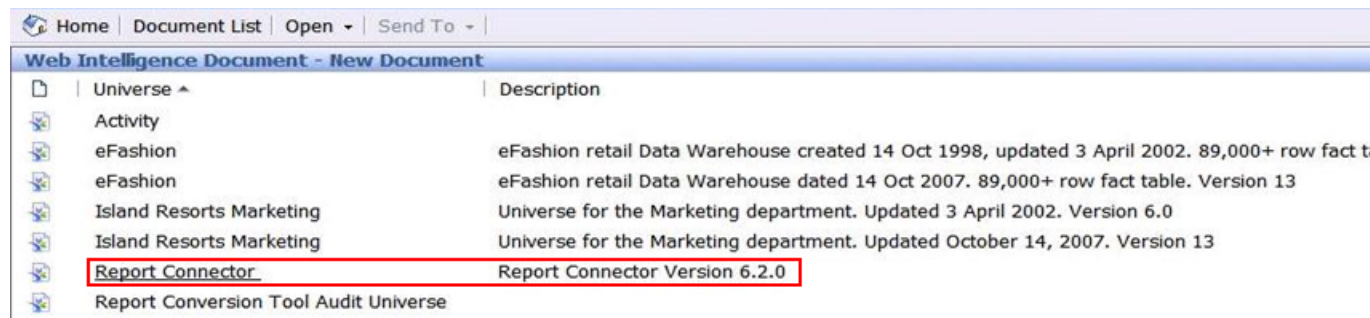 Home | Document List | Open | Send To |
Web Intelligence Document - New Document
Universe | Description
Activity
eFashion eFashion retail Data Warehouse created 14 Oct 1998, updated 3 April 2002. 89,000+ row fact
eFashion eFashion retail Data Warehouse dated 14 Oct 2007. 89,000+ row fact table. Version 13
Island Resorts Marketing Universe for the Marketing department. Updated 3 April 2002. Version 6.0
Island Resorts Marketing Universe for the Marketing department. Updated October 14, 2007. Version 13
Report Connector Report Connector Version 6.2.0
Report Conversion Tool Audit Universe